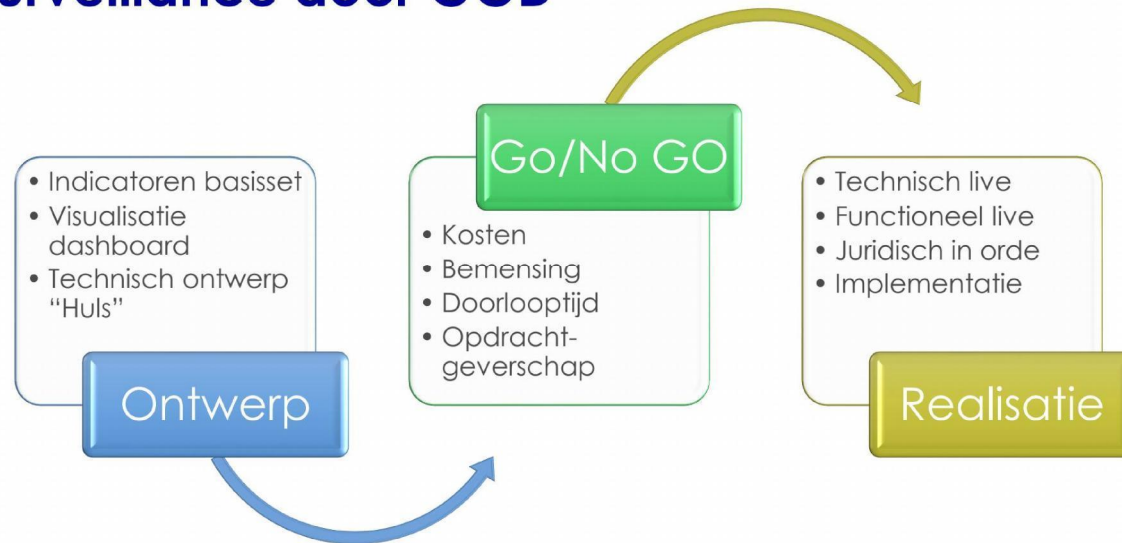 • Indicatoren basisset
• Visualisatie
dashboard
• Technisch ontwerp
“Huls”
Ontwerp
Go/No GO
• Kosten
• Bemensing
• Doorlooptijd
• Opdracht-
geverschap
• Technisch live
• Functioneel live
• Juridisch in orde
• Implementatie
Realisatie